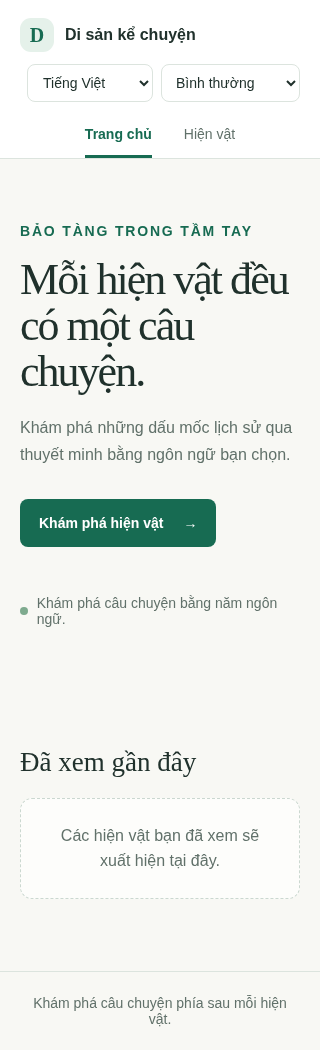 D Di sản kể chuyện
Tiếng Việt Bình thường
Trang chủ Hiện vật
BẢO TÀNG TRONG TẦM TAY
Mỗi hiện vật đều
có một câu
chuyện.
Khám phá những dấu mốc lịch sử qua
thuyết minh bằng ngôn ngữ bạn chọn.
Khám phá hiện vật →
Khám phá câu chuyện bằng năm ngôn
ngữ.
Đã xem gần đây
Các hiện vật bạn đã xem sẽ
xuất hiện tại đây.
Khám phá câu chuyện phía sau mỗi hiện
vật.